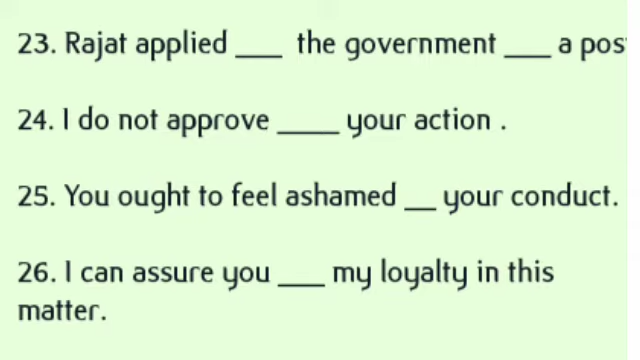 23. Rajat applied ___ the government ___ a pos
24. I do not approve ____ your action .
25. You ought to feel ashamed __ your conduct.
26. I can assure you ___ my loyalty in this
matter.